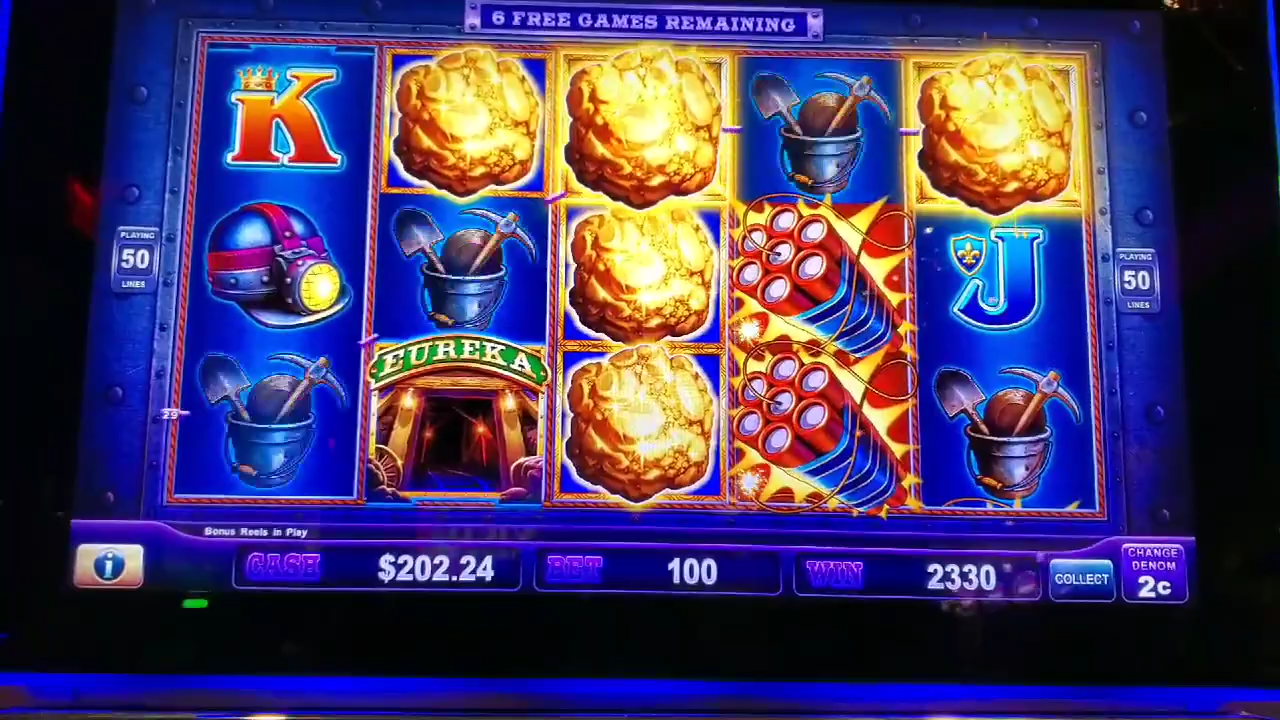 6 FREE GAMES REMAINING
K
J
PLAYING
50
LINES
PLAYING
50
LINES
EUREKA
29
Bonus Reels in Play
i
CASH
$202.24
BET
100
WIN
2330
COLLECT
CHANGE
DENOM
2c